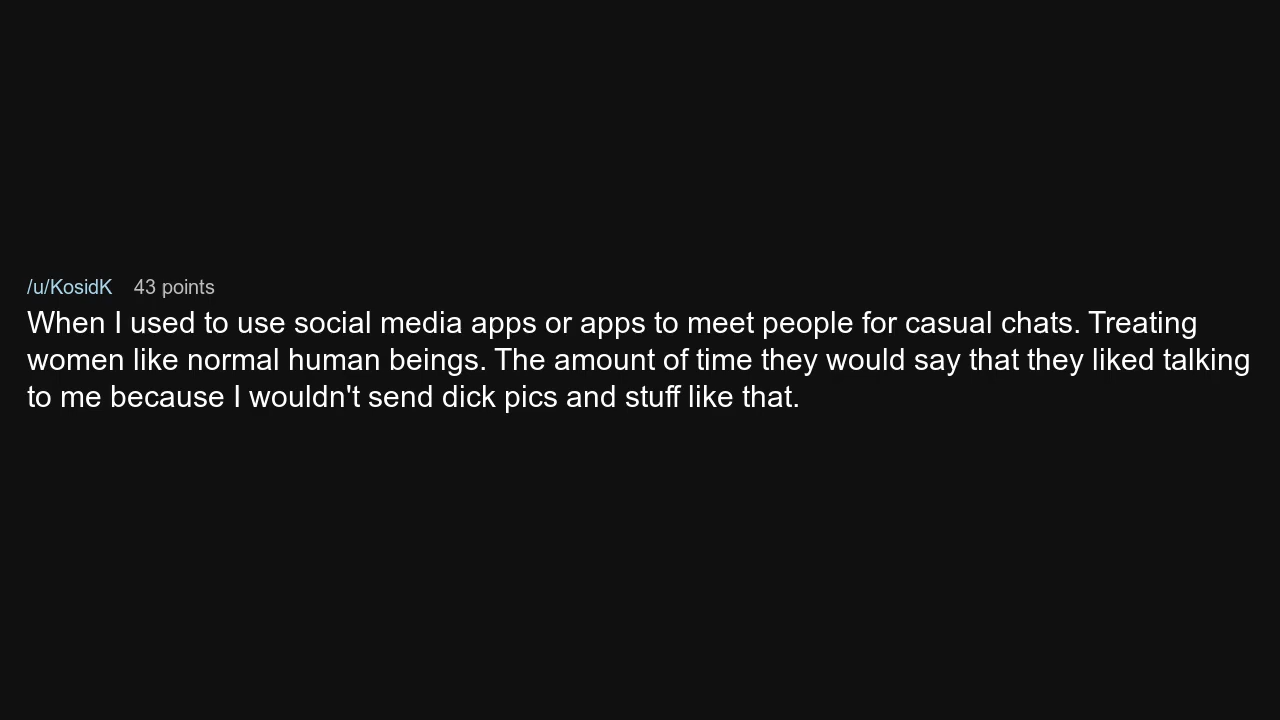 /u/KosidK 43 points
When I used to use social media apps or apps to meet people for casual chats. Treating
women like normal human beings. The amount of time they would say that they liked talking
to me because I wouldn't send dick pics and stuff like that.